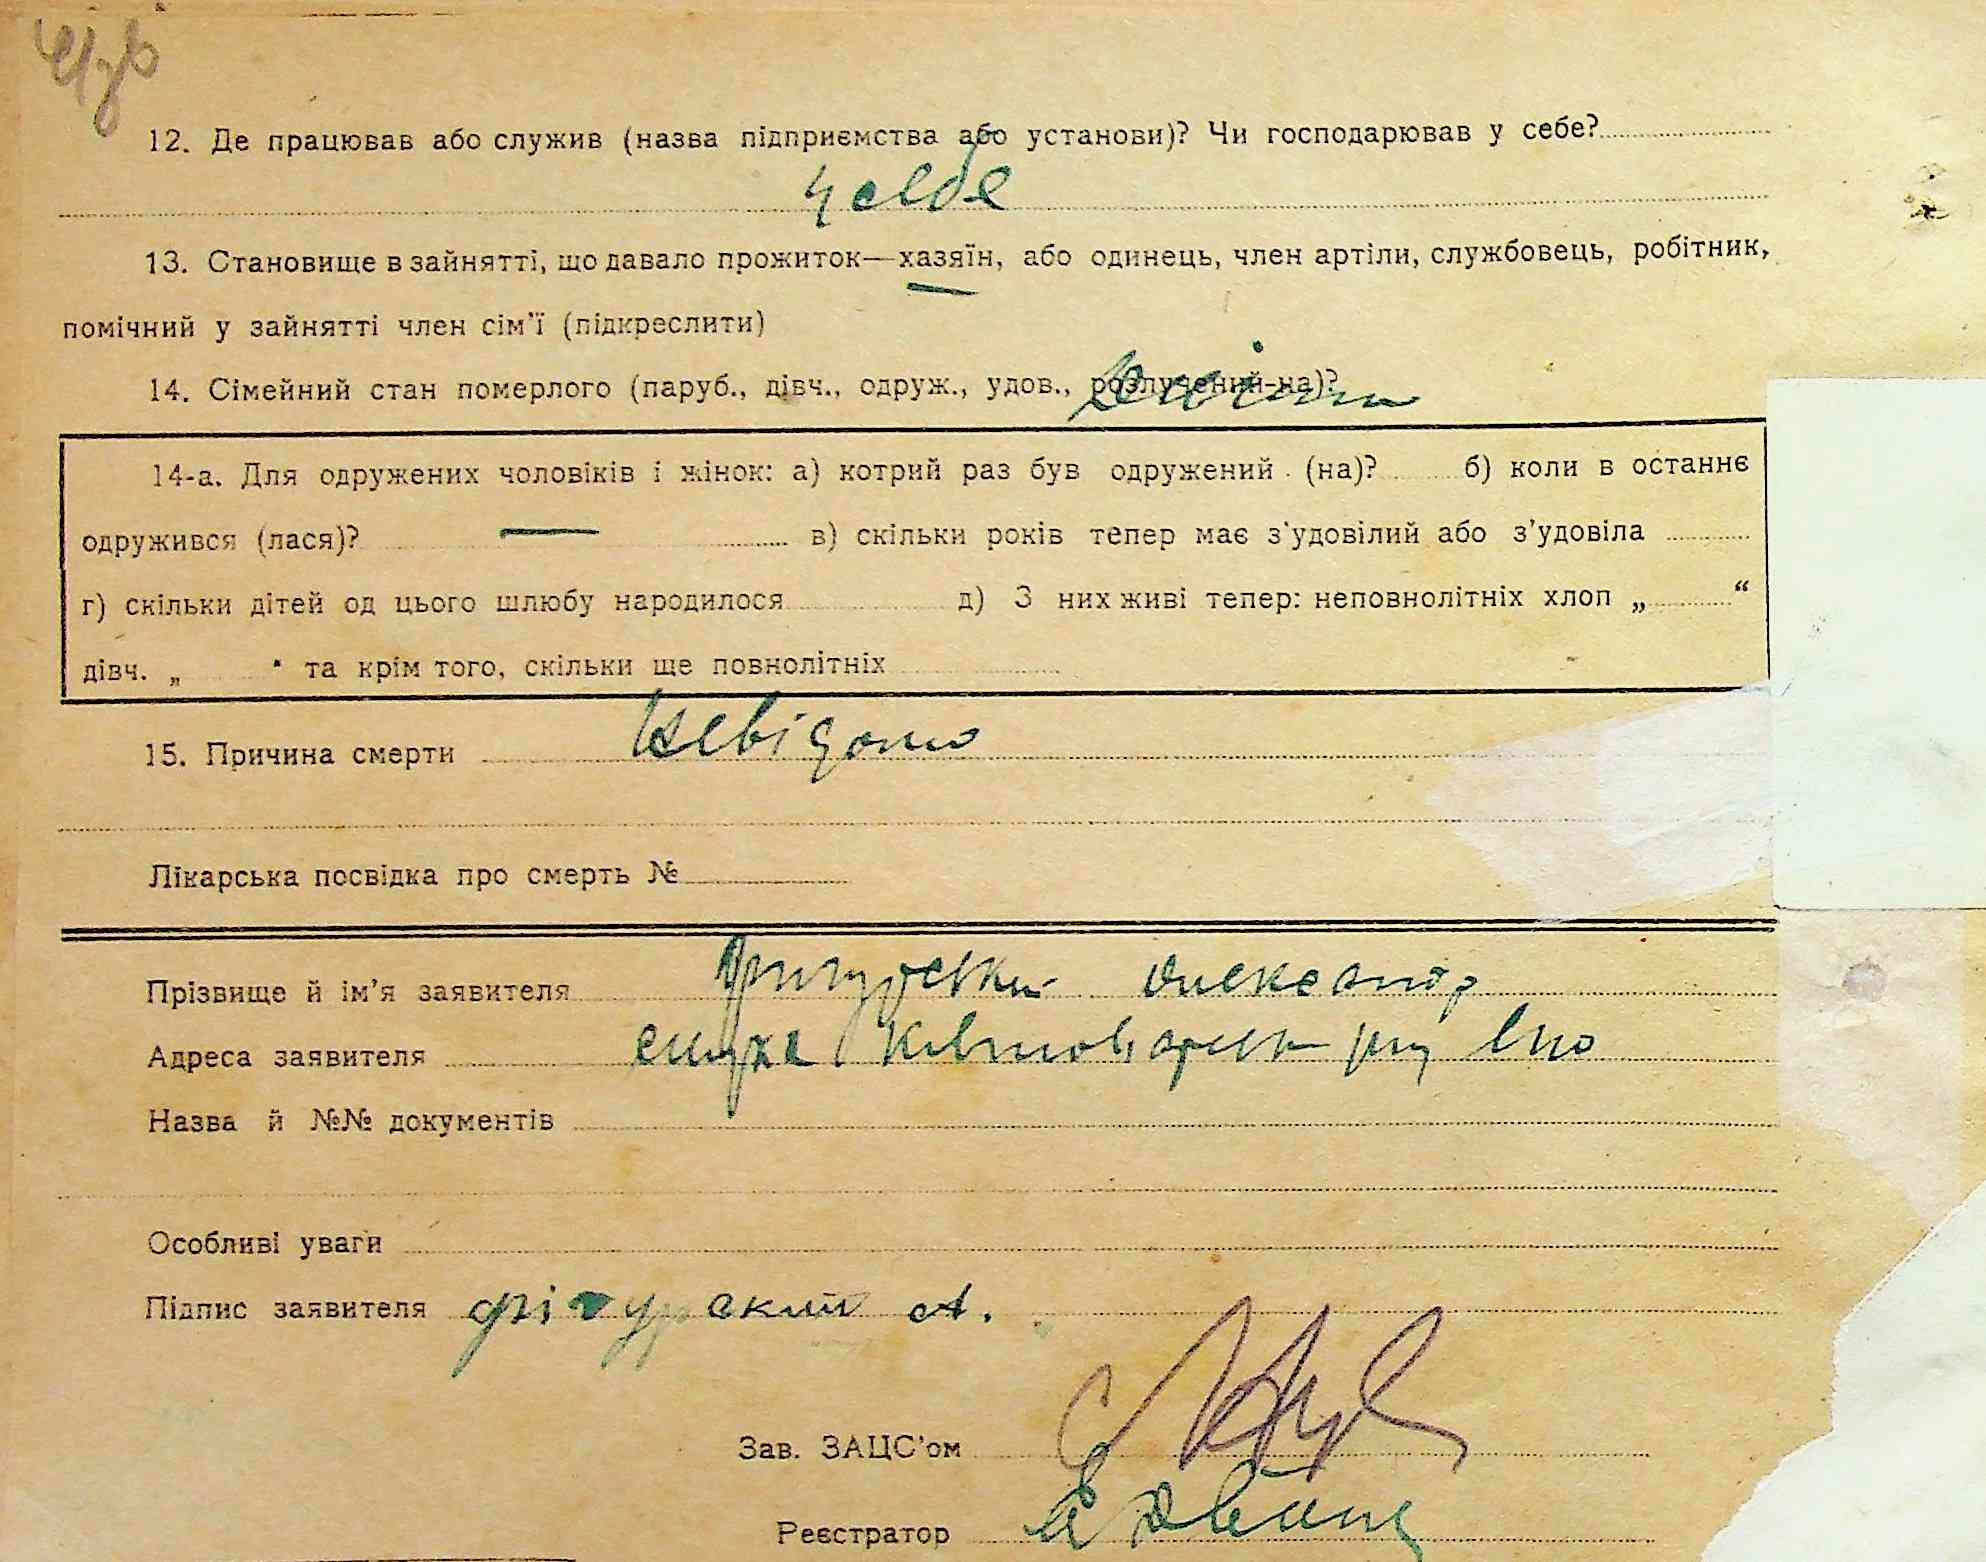 12. Де працював або служив (назва підприємства або установи)? Чи господарював у себе?
у себе
13. Становище в зайнятті, що давало прожиток—хазяїн, або одинець, член артіли, службовець, робітник,
помічний у зайнятті член сім'ї (підкреслити)
14. Сімейний стан померлого (паруб., дівч., одруж., удов., розлучений-на)?
14-а. Для одружених чоловіків і жінок: а) котрий раз був одружений (на)? б) коли в останнє
одружився (лася)? — в) скільки років тепер має з'удовілий або з'удовіла
г) скільки дітей од цього шлюбу народилося д) З них живі тепер: неповнолітніх хлоп „ “
дівч. „ “ та крім того, скільки ще повнолітніх
15. Причина смерти невідомо
Лікарська посвідка про смерть №
Прізвище й ім'я заявителя Фігурський Олександр
Адреса заявителя
Назва й №№ документів
Особливі уваги
Підпис заявителя фігурский А.
Зав. ЗАЦС'ом
Реєстратор